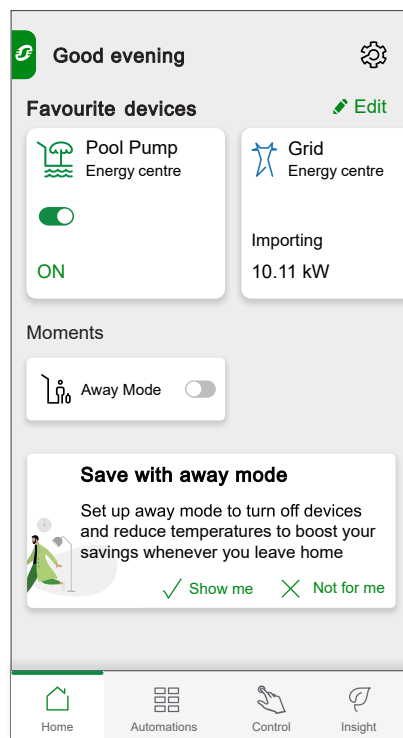 Good evening
Favourite devices
Edit
Pool Pump
Energy centre
ON
Grid
Energy centre
Importing
10.11 kW
Moments
Away Mode
Save with away mode
Set up away mode to turn off devices
and reduce temperatures to boost your
savings whenever you leave home
Show me
Not for me
Home
Automations
Control
Insight